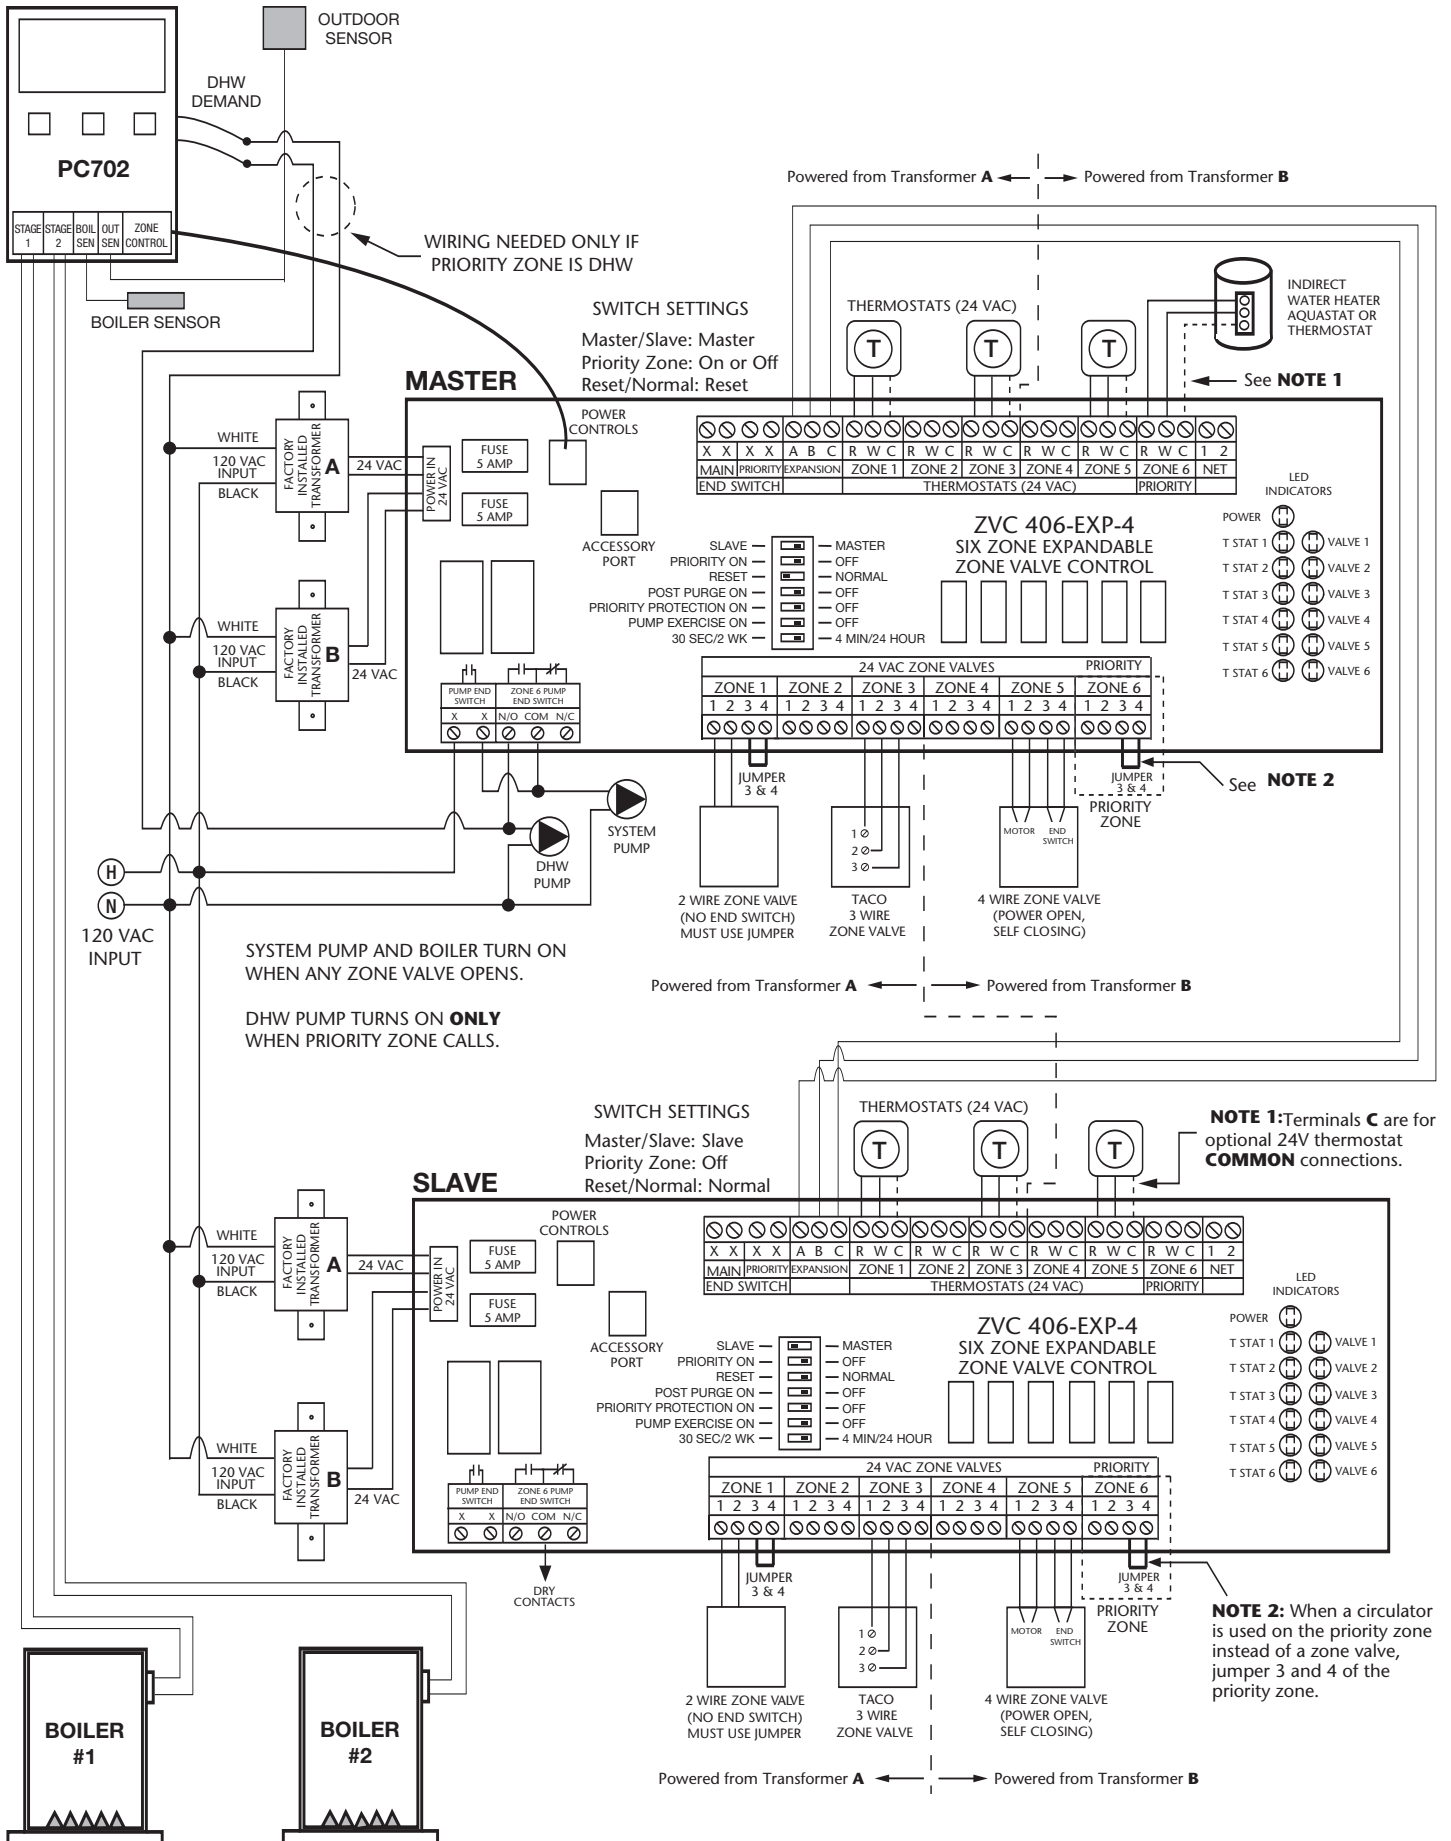 OUTDOOR
SENSOR
DHW
DEMAND
PC702
STAGE 1
STAGE 2
BOIL SEN
OUT SEN
ZONE CONTROL
BOILER SENSOR
WIRING NEEDED ONLY IF
PRIORITY ZONE IS DHW
Powered from Transformer A
Powered from Transformer B
SWITCH SETTINGS
Master/Slave: Master
Priority Zone: On or Off
Reset/Normal: Reset
THERMOSTATS (24 VAC)
T
T
T
INDIRECT
WATER HEATER
AQUASTAT OR
THERMOSTAT
See NOTE 1
MASTER
WHITE
120 VAC
INPUT
BLACK
FACTORY
INSTALLED
TRANSFORMER
A
24 VAC
POWER IN
24 VAC
FUSE
5 AMP
FUSE
5 AMP
POWER
CONTROLS
ACCESSORY
PORT
X X X X A B C R W C R W C R W C R W C R W C R W C 1 2
MAIN PRIORITY EXPANSION ZONE 1 ZONE 2 ZONE 3 ZONE 4 ZONE 5 ZONE 6 NET
END SWITCH THERMOSTATS (24 VAC) PRIORITY
ZVC 406-EXP-4
SIX ZONE EXPANDABLE
ZONE VALVE CONTROL
LED
INDICATORS
POWER
T STAT 1 VALVE 1
T STAT 2 VALVE 2
T STAT 3 VALVE 3
T STAT 4 VALVE 4
T STAT 5 VALVE 5
T STAT 6 VALVE 6
SLAVE MASTER
PRIORITY ON OFF
RESET NORMAL
POST PURGE ON OFF
PRIORITY PROTECTION ON OFF
PUMP EXERCISE ON OFF
30 SEC/2 WK 4 MIN/24 HOUR
WHITE
120 VAC
INPUT
BLACK
FACTORY
INSTALLED
TRANSFORMER
B
24 VAC
PUMP END
SWITCH
ZONE 6 PUMP
END SWITCH
X X N/O COM N/C
24 VAC ZONE VALVES PRIORITY
ZONE 1 ZONE 2 ZONE 3 ZONE 4 ZONE 5 ZONE 6
1 2 3 4 1 2 3 4 1 2 3 4 1 2 3 4 1 2 3 4 1 2 3 4
JUMPER
3 & 4
JUMPER
3 & 4
See NOTE 2
PRIORITY
ZONE
SYSTEM
PUMP
DHW
PUMP
1
2
3
MOTOR
END
SWITCH
2 WIRE ZONE VALVE
(NO END SWITCH)
MUST USE JUMPER
TACO
3 WIRE
ZONE VALVE
4 WIRE ZONE VALVE
(POWER OPEN,
SELF CLOSING)
H
N
120 VAC
INPUT
SYSTEM PUMP AND BOILER TURN ON
WHEN ANY ZONE VALVE OPENS.
DHW PUMP TURNS ON ONLY
WHEN PRIORITY ZONE CALLS.
Powered from Transformer A
Powered from Transformer B
SWITCH SETTINGS
Master/Slave: Slave
Priority Zone: Off
Reset/Normal: Normal
THERMOSTATS (24 VAC)
T
T
T
NOTE 1:Terminals C are for
optional 24V thermostat
COMMON connections.
SLAVE
WHITE
120 VAC
INPUT
BLACK
FACTORY
INSTALLED
TRANSFORMER
A
24 VAC
POWER IN
24 VAC
FUSE
5 AMP
FUSE
5 AMP
POWER
CONTROLS
ACCESSORY
PORT
X X X X A B C R W C R W C R W C R W C R W C R W C 1 2
MAIN PRIORITY EXPANSION ZONE 1 ZONE 2 ZONE 3 ZONE 4 ZONE 5 ZONE 6 NET
END SWITCH THERMOSTATS (24 VAC) PRIORITY
ZVC 406-EXP-4
SIX ZONE EXPANDABLE
ZONE VALVE CONTROL
LED
INDICATORS
POWER
T STAT 1 VALVE 1
T STAT 2 VALVE 2
T STAT 3 VALVE 3
T STAT 4 VALVE 4
T STAT 5 VALVE 5
T STAT 6 VALVE 6
SLAVE MASTER
PRIORITY ON OFF
RESET NORMAL
POST PURGE ON OFF
PRIORITY PROTECTION ON OFF
PUMP EXERCISE ON OFF
30 SEC/2 WK 4 MIN/24 HOUR
WHITE
120 VAC
INPUT
BLACK
FACTORY
INSTALLED
TRANSFORMER
B
24 VAC
PUMP END
SWITCH
ZONE 6 PUMP
END SWITCH
X X N/O COM N/C
DRY
CONTACTS
24 VAC ZONE VALVES PRIORITY
ZONE 1 ZONE 2 ZONE 3 ZONE 4 ZONE 5 ZONE 6
1 2 3 4 1 2 3 4 1 2 3 4 1 2 3 4 1 2 3 4 1 2 3 4
JUMPER
3 & 4
JUMPER
3 & 4
PRIORITY
ZONE
1
2
3
MOTOR
END
SWITCH
NOTE 2: When a circulator
is used on the priority zone
instead of a zone valve,
jumper 3 and 4 of the
priority zone.
2 WIRE ZONE VALVE
(NO END SWITCH)
MUST USE JUMPER
TACO
3 WIRE
ZONE VALVE
4 WIRE ZONE VALVE
(POWER OPEN,
SELF CLOSING)
BOILER
#1
BOILER
#2
Powered from Transformer A
Powered from Transformer B